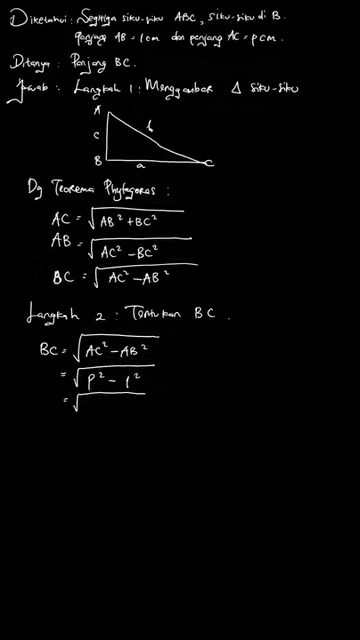 Diketahui : Segitiga siku-siku ABC, siku-siku di B.
panjang AB = 1 cm dan panjang AC = p cm.
Ditanya : Panjang BC.
Jawab : Langkah 1 : Menggambar Δ siku-siku
A
b
c
B
a
C
Dg Teorema Phytagoras :
AC = √(AB² + BC²)
AB = √(AC² − BC²)
BC = √(AC² − AB²)
Langkah 2 : Tentukan BC .
BC = √(AC² − AB²)
= √(p² − 1²)
= √